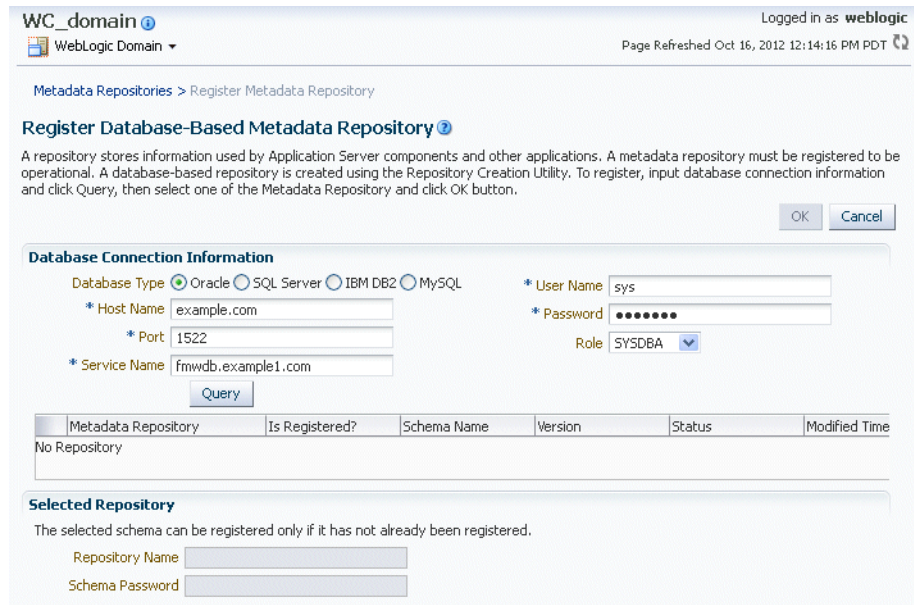 WC_domain
Logged in as weblogic
WebLogic Domain
Page Refreshed Oct 16, 2012 12:14:16 PM PDT
Metadata Repositories > Register Metadata Repository
Register Database-Based Metadata Repository
A repository stores information used by Application Server components and other applications. A metadata repository must be registered to be
operational. A database-based repository is created using the Repository Creation Utility. To register, input database connection information
and click Query, then select one of the Metadata Repository and click OK button.
OK Cancel
Database Connection Information
Database Type Oracle SQL Server IBM DB2 MySQL
* User Name sys
* Host Name example.com
* Password ●●●●●●●
* Port 1522
Role SYSDBA
* Service Name fmwdb.example1.com
Query
Metadata Repository Is Registered? Schema Name Version Status Modified Time
No Repository
Selected Repository
The selected schema can be registered only if it has not already been registered.
Repository Name
Schema Password